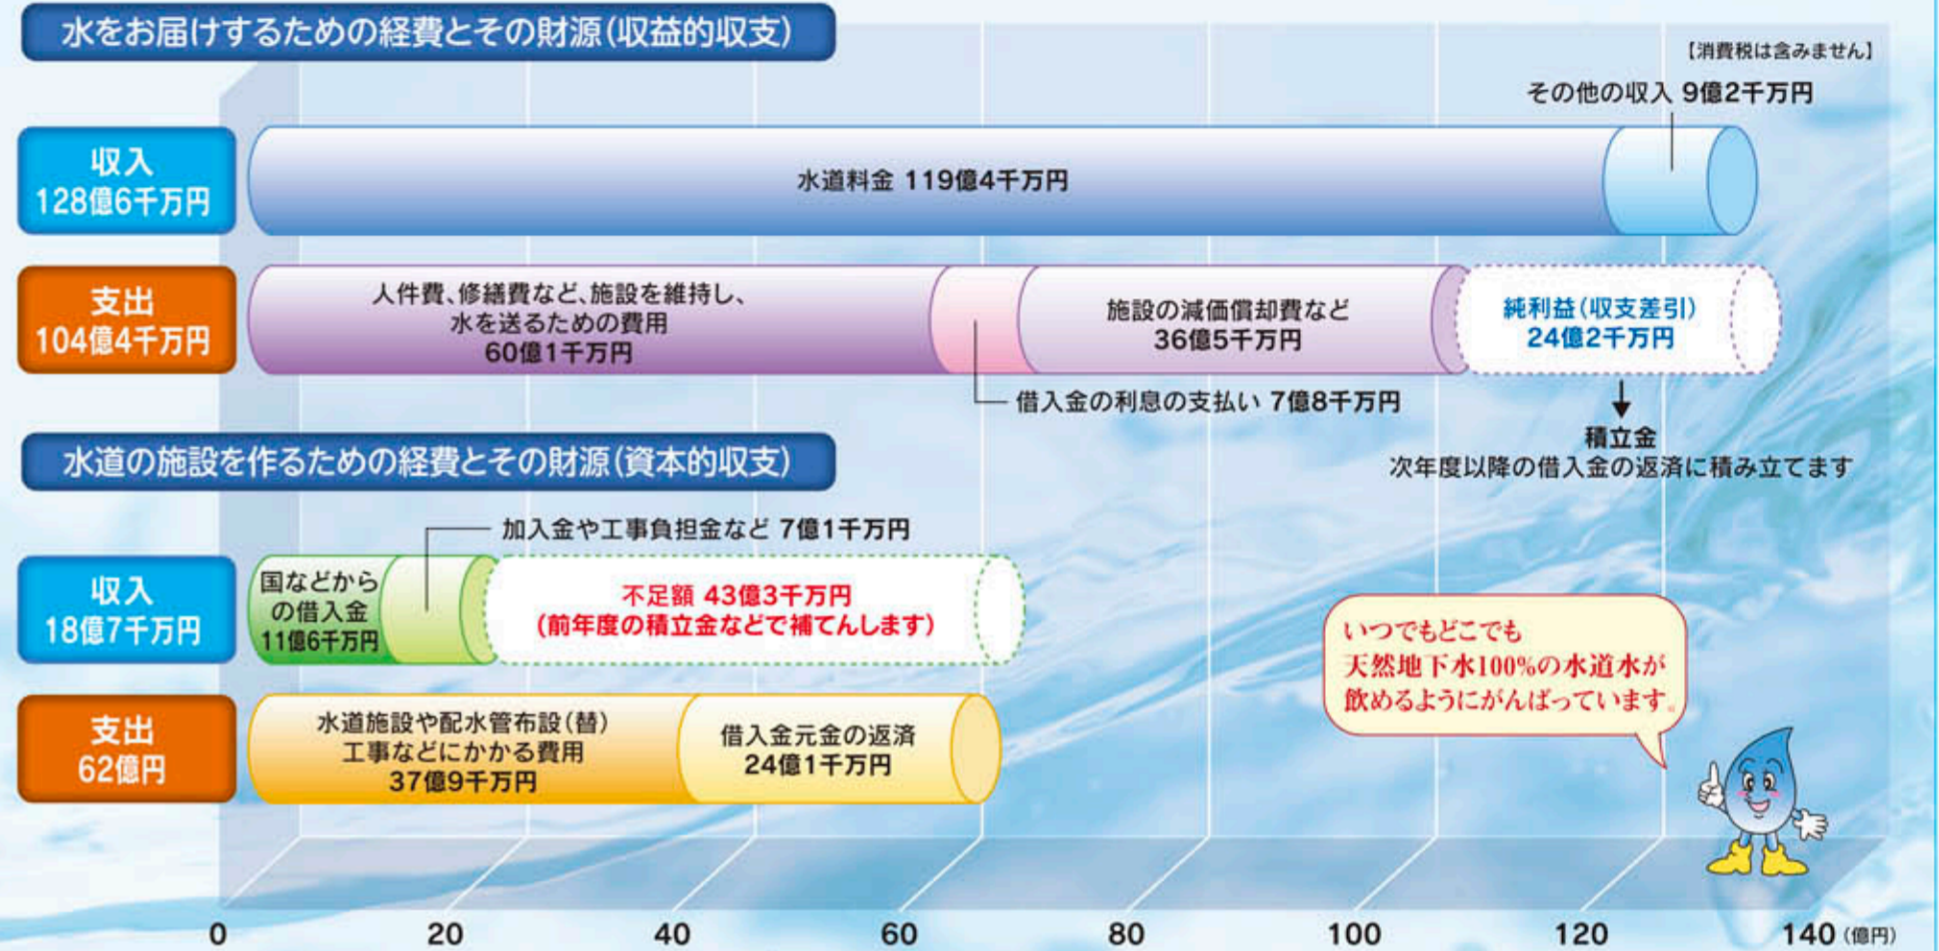 水をお届けするための経費とその財源(収益的収支)
【消費税は含みません】
その他の収入 9億2千万円
収入
128億6千万円
水道料金 119億4千万円
支出
104億4千万円
人件費、修繕費など、施設を維持し、
水を送るための費用
60億1千万円
施設の減価償却費など
36億5千万円
純利益(収支差引)
24億2千万円
借入金の利息の支払い 7億8千万円
積立金
次年度以降の借入金の返済に積み立てます
水道の施設を作るための経費とその財源(資本的収支)
加入金や工事負担金など 7億1千万円
収入
18億7千万円
国などから
の借入金
11億6千万円
不足額 43億3千万円
(前年度の積立金などで補てんします)
支出
62億円
水道施設や配水管布設(替)
工事などにかかる費用
37億9千万円
借入金元金の返済
24億1千万円
いつでもどこでも
天然地下水100%の水道水が
飲めるようにがんばっています。
0 20 40 60 80 100 120 140 (億円)